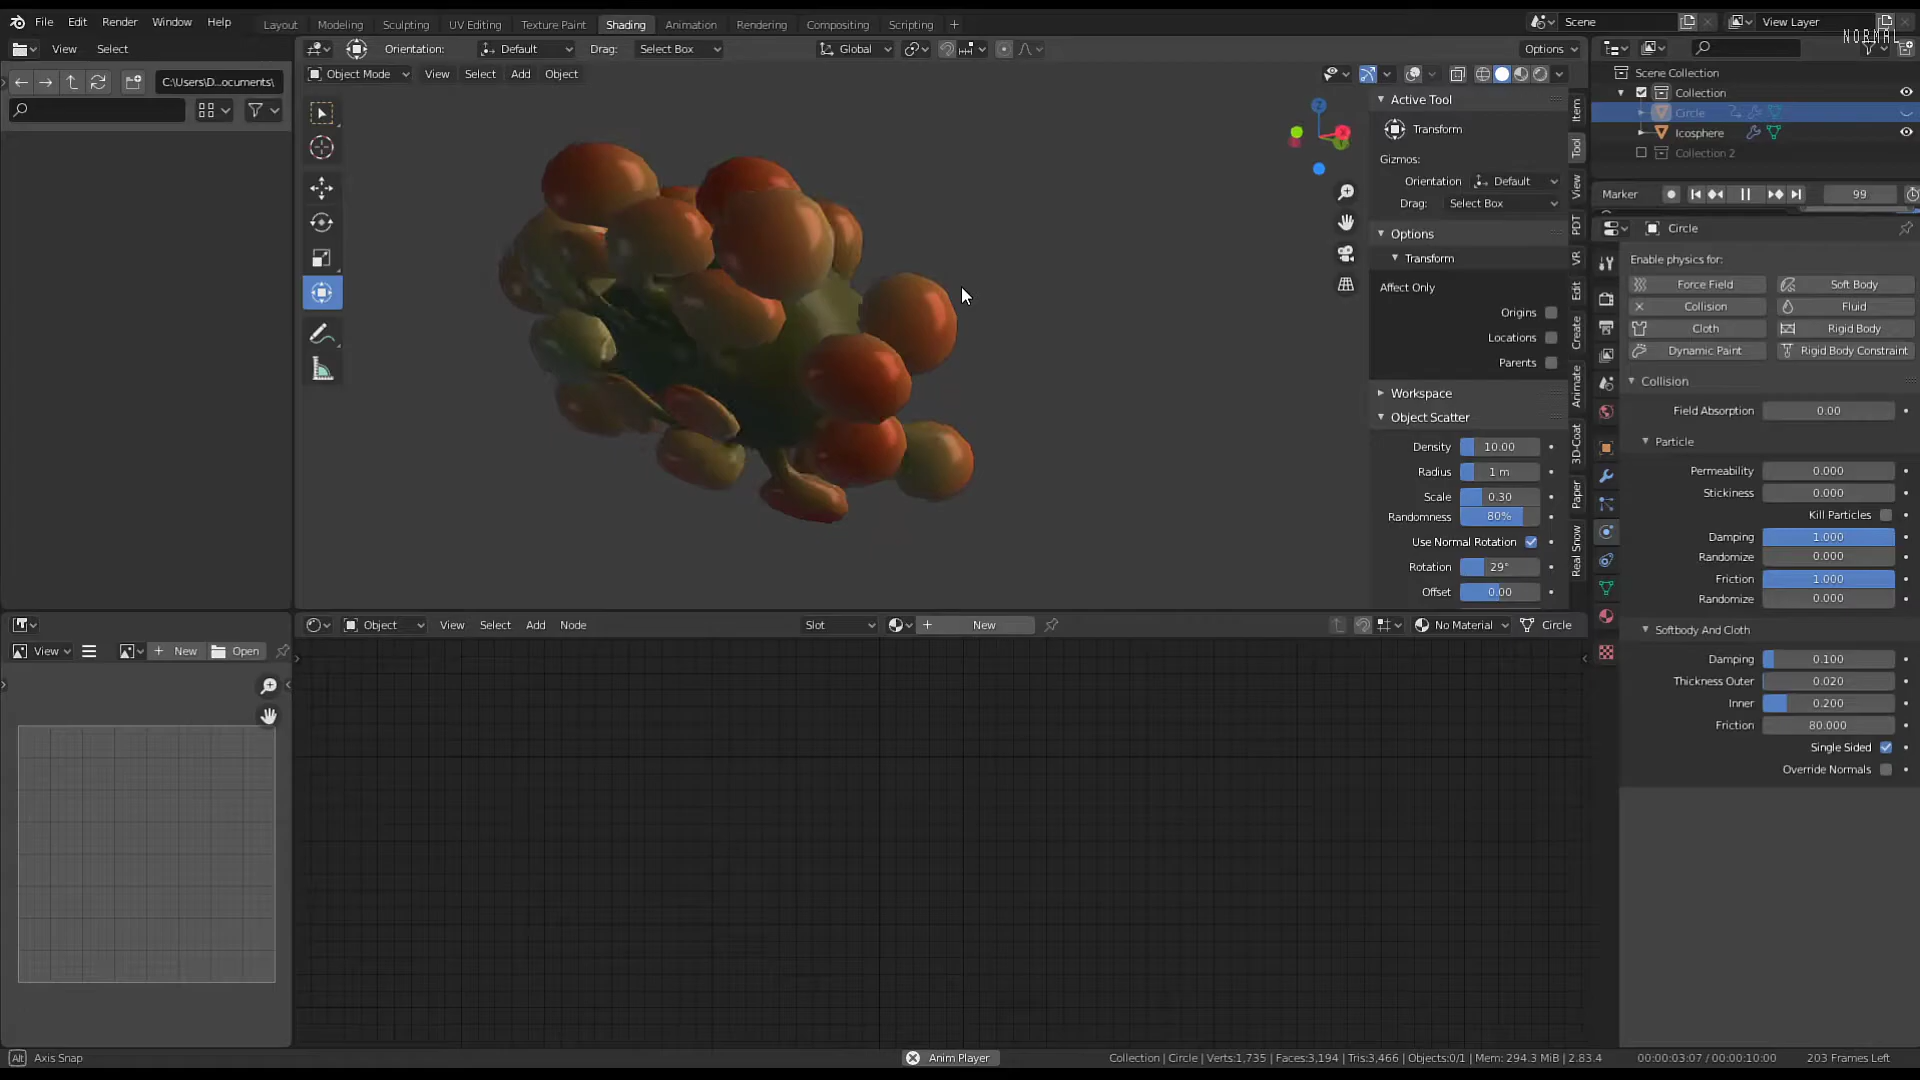 File Edit Render Window Help
Layout Modeling Sculpting UV Editing Texture Paint Shading Animation Rendering Compositing Scripting +
Scene View Layer
NORMAL
View Select
Orientation: Default Drag: Select Box Global Options
C:\Users\D...ocuments\
Object Mode View Select Add Object
Active Tool
Transform
Gizmos:
Orientation Default
Drag: Select Box
Options
Transform
Affect Only
Origins
Locations
Parents
Workspace
Object Scatter
Density 10.00
Radius 1 m
Scale 0.30
Randomness 80%
Use Normal Rotation
Rotation 29°
Offset 0.00
Item
Tool
View
PDT
VR
Edit
Create
Animate
3D-Coat
Paper
Real Snow
Scene Collection
Collection
Circle
Icosphere
Collection 2
Marker 99
Circle
Enable physics for:
Force Field Soft Body
Collision Fluid
Cloth Rigid Body
Dynamic Paint Rigid Body Constraint
Collision
Field Absorption 0.00
Particle
Permeability 0.000
Stickiness 0.000
Kill Particles
Damping 1.000
Randomize 0.000
Friction 1.000
Randomize 0.000
Softbody And Cloth
Damping 0.100
Thickness Outer 0.020
Inner 0.200
Friction 80.000
Single Sided
Override Normals
Object View Select Add Node Slot + New No Material Circle
View + New Open
Alt Axis Snap
Anim Player
Collection | Circle | Verts:1,735 | Faces:3,194 | Tris:3,466 | Objects:0/1 | Mem: 294.3 MiB | 2.83.4
00:00:03:07 / 00:00:10:00 203 Frames Left